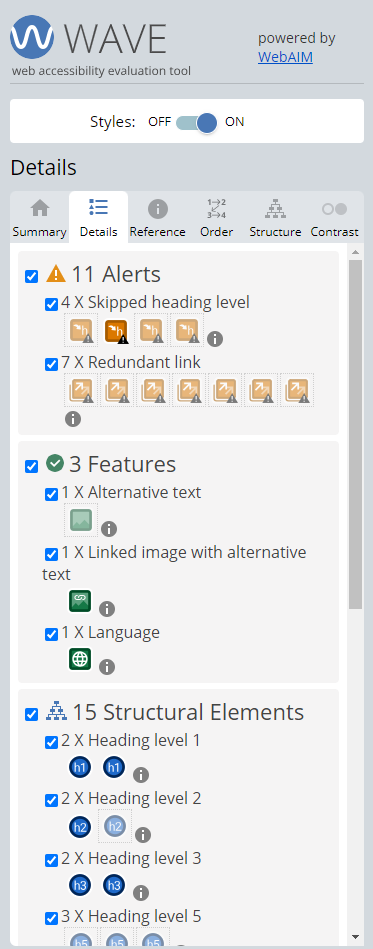 WAVE
powered by
WebAIM
web accessibility evaluation tool
Styles: OFF ON
Details
Summary Details Reference Order Structure Contrast
11 Alerts
4 X Skipped heading level
7 X Redundant link
3 Features
1 X Alternative text
1 X Linked image with alternative
text
1 X Language
15 Structural Elements
2 X Heading level 1
h1 h1
2 X Heading level 2
h2 h2
2 X Heading level 3
h3 h3
3 X Heading level 5
h5 h5 h5